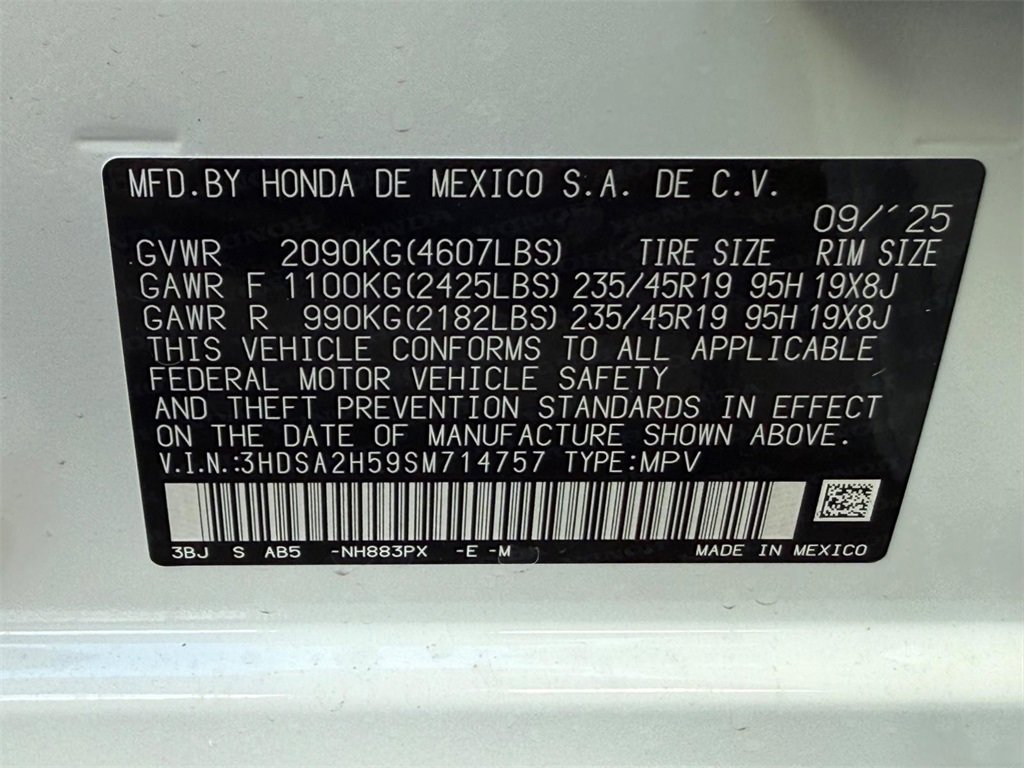 MFD.BY HONDA DE MEXICO S.A. DE C.V.
09/'25
GVWR 2090KG(4607LBS) TIRE SIZE RIM SIZE
GAWR F 1100KG(2425LBS) 235/45R19 95H 19X8J
GAWR R 990KG(2182LBS) 235/45R19 95H 19X8J
THIS VEHICLE CONFORMS TO ALL APPLICABLE
FEDERAL MOTOR VEHICLE SAFETY
AND THEFT PREVENTION STANDARDS IN EFFECT
ON THE DATE OF MANUFACTURE SHOWN ABOVE.
V.I.N.:3HDSA2H59SM714757 TYPE:MPV
3BJ S AB5 -NH883PX -E -M MADE IN MEXICO